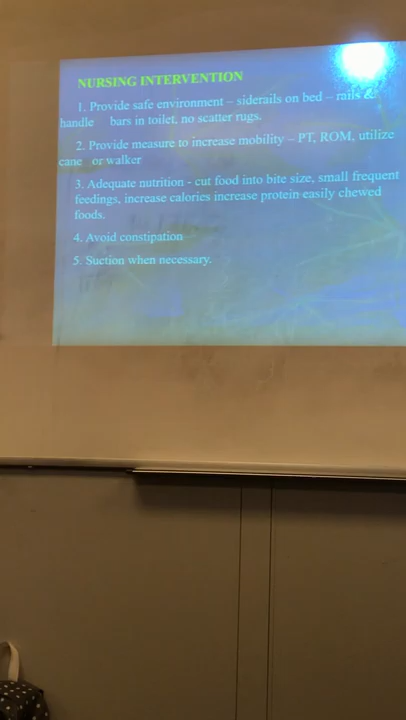 NURSING INTERVENTION
1. Provide safe environment – siderails on bed – rails &
handle bars in toilet, no scatter rugs.
2. Provide measure to increase mobility – PT, ROM, utilize
cane or walker
3. Adequate nutrition - cut food into bite size, small frequent
feedings, increase calories increase protein easily chewed
foods.
4. Avoid constipation
5. Suction when necessary.